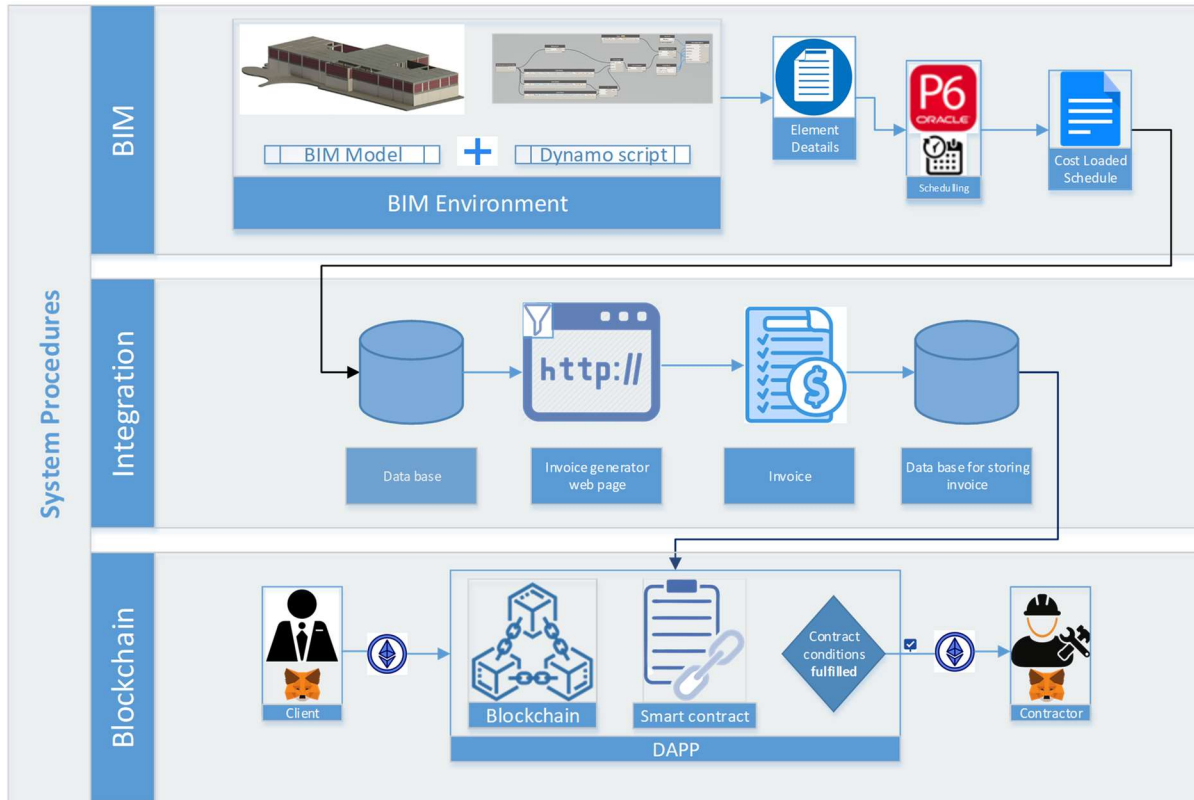 System Procedures
BIM
BIM Model
Dynamo script
BIM Environment
Element
Deatails
P6
ORACLE
Schedulling
Cost Loaded
Schedule
Integration
http://
$
Data base
Invoice generator
web page
Invoice
Data base for storing
invoice
Blockchain
Client
Blockchain
Smart contract
Contract
conditions
fulfilled
DAPP
Contractor